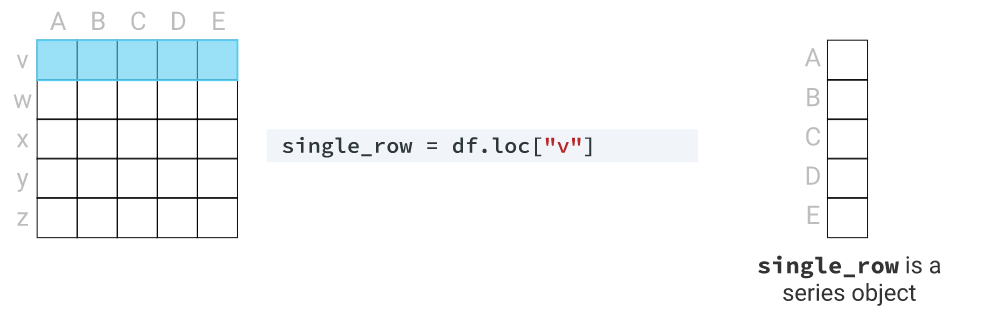 A B C D E
v
w
x
y
z
single_row = df.loc["v"]
A
B
C
D
E
single_row is a
series object